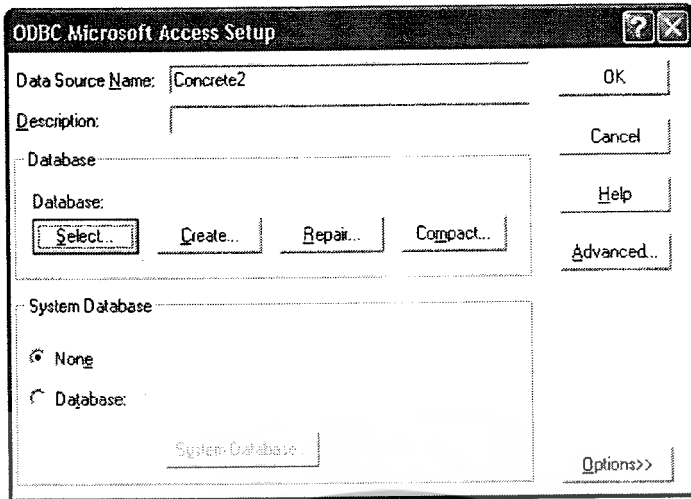 ODBC Microsoft Access Setup
Data Source Name: Concrete2
OK
Description:
Cancel
Database
Database:
Help
Select... Create... Repair... Compact...
Advanced...
System Database
None
Database:
System Database...
Options>>